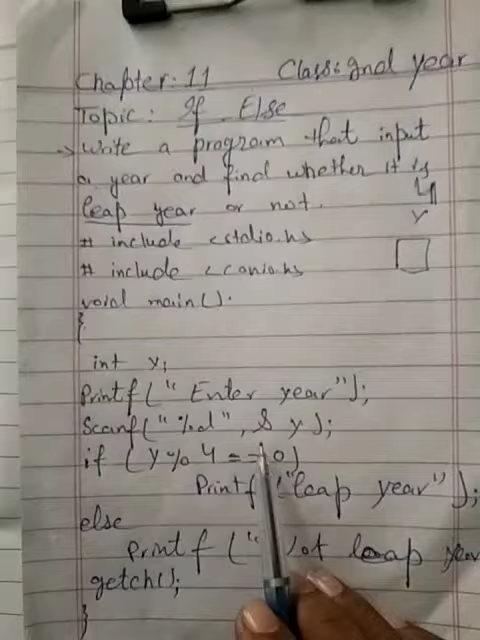 Chapter: 11 Class: 2nd year
Topic: If Else
→ Write a program that input
a year and find whether it is
leap year or not.
# include <stdio.h>
# include <conio.h>
void main().
{
int y;
Printf(" Enter year");
Scanf("%d", & y);
if ( y % 4 == 0)
Printf("leap year");
else
printf ("Not leap year
getch();
}